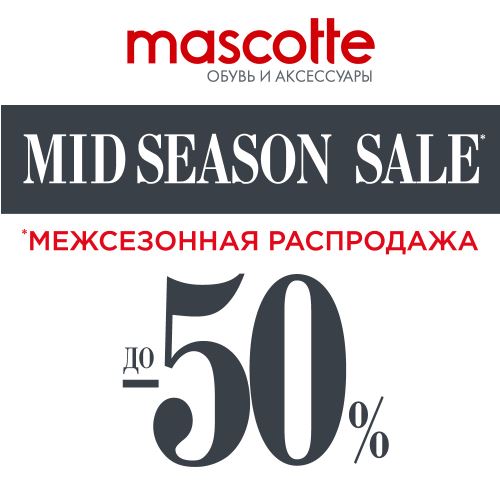 mascotte
ОБУВЬ И АКСЕССУАРЫ
MID SEASON SALE*
*МЕЖСЕЗОННАЯ РАСПРОДАЖА
ДО -50%